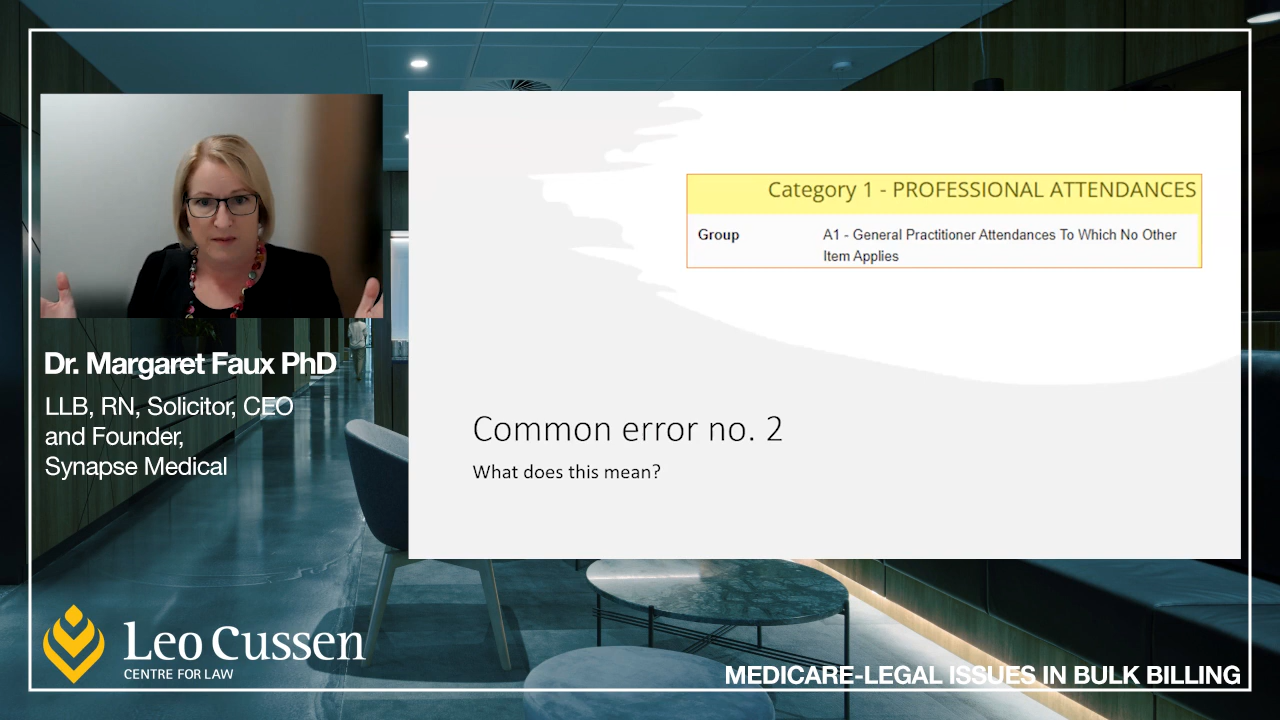 Category 1 - PROFESSIONAL ATTENDANCES
Group A1 - General Practitioner Attendances To Which No Other
Item Applies
Dr. Margaret Faux PhD
LLB, RN, Solicitor, CEO
and Founder,
Synapse Medical
Common error no. 2
What does this mean?
Leo Cussen
CENTRE FOR LAW
MEDICARE-LEGAL ISSUES IN BULK BILLING